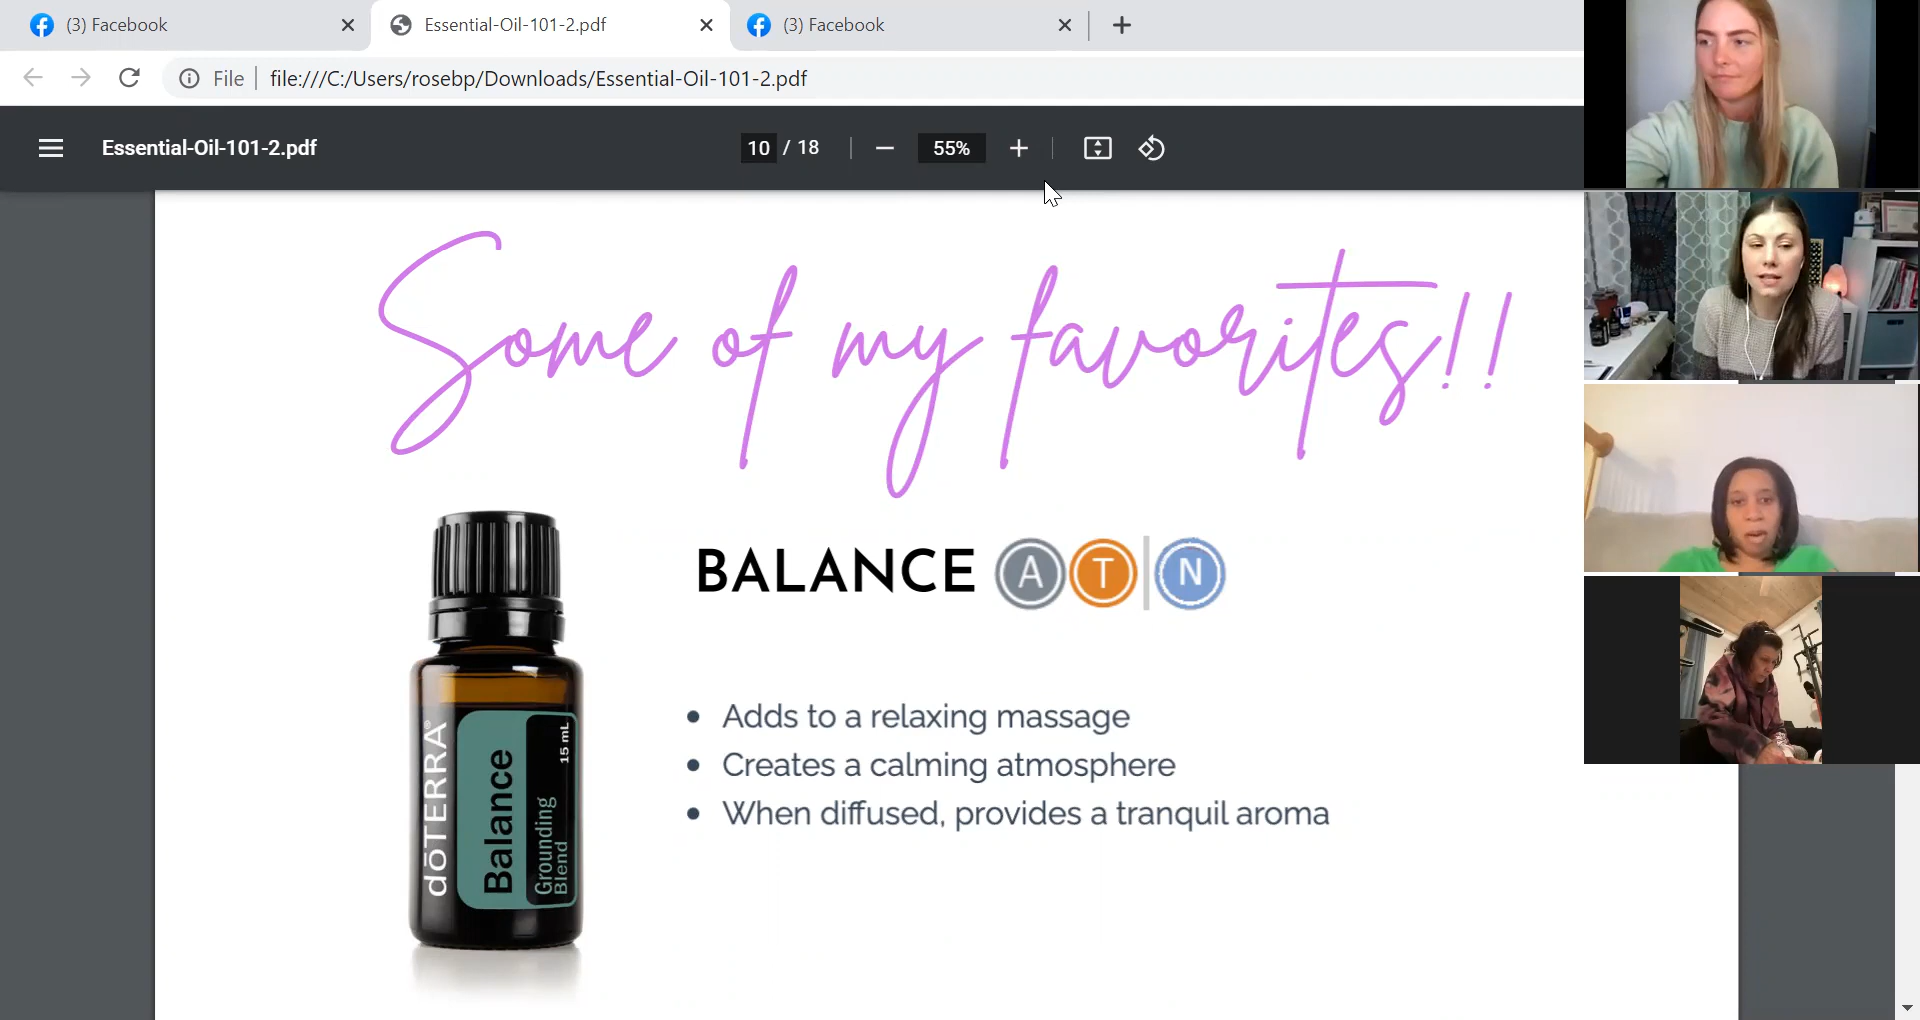 (3) Facebook
Essential-Oil-101-2.pdf
(3) Facebook
File
file:///C:/Users/rosebp/Downloads/Essential-Oil-101-2.pdf
Essential-Oil-101-2.pdf
10 / 18
55%
Some of my favorites!!
BALANCE A T N
Adds to a relaxing massage
Creates a calming atmosphere
When diffused, provides a tranquil aroma
dōTERRA®
Balance
Grounding
Blend
15 mL